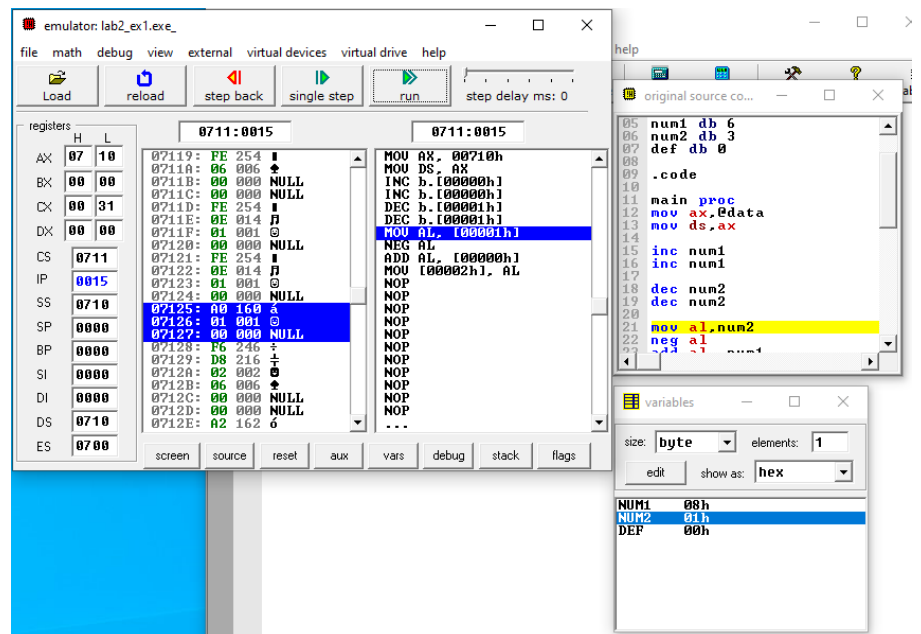 emulator: lab2_ex1.exe_
file math debug view external virtual devices virtual drive help
Load reload step back single step run step delay ms: 0
registers
H L
AX 07 10
BX 00 00
CX 00 31
DX 00 00
CS 0711
IP 0015
SS 0710
SP 0000
BP 0000
SI 0000
DI 0000
DS 0710
ES 0700
0711:0015
07119: FE 254
0711A: 06 006 ♠
0711B: 00 000 NULL
0711C: 00 000 NULL
0711D: FE 254
0711E: 0E 014 ♫
0711F: 01 001 ☺
07120: 00 000 NULL
07121: FE 254
07122: 0E 014 ♫
07123: 01 001 ☺
07124: 00 000 NULL
07125: A0 160 á
07126: 01 001 ☺
07127: 00 000 NULL
07128: F6 246 ÷
07129: D8 216 ╪
0712A: 02 002 ☻
0712B: 06 006 ♠
0712C: 00 000 NULL
0712D: 00 000 NULL
0712E: A2 162 ó
0711:0015
MOV AX, 00710h
MOV DS, AX
INC b.[00000h]
INC b.[00000h]
DEC b.[00001h]
DEC b.[00001h]
MOV AL, [00001h]
NEG AL
ADD AL, [00000h]
MOV [00002h], AL
NOP
NOP
NOP
NOP
NOP
NOP
NOP
NOP
NOP
NOP
NOP
...
screen source reset aux vars debug stack flags
help
original source co...
05 num1 db 6
06 num2 db 3
07 def db 0
08
09 .code
10
11 main proc
12 mov ax,@data
13 mov ds,ax
14
15 inc num1
16 inc num1
17
18 dec num2
19 dec num2
20
21 mov al,num2
22 neg al
23 add al, num1
variables
size: byte elements: 1
edit show as: hex
NUM1 08h
NUM2 01h
DEF 00h